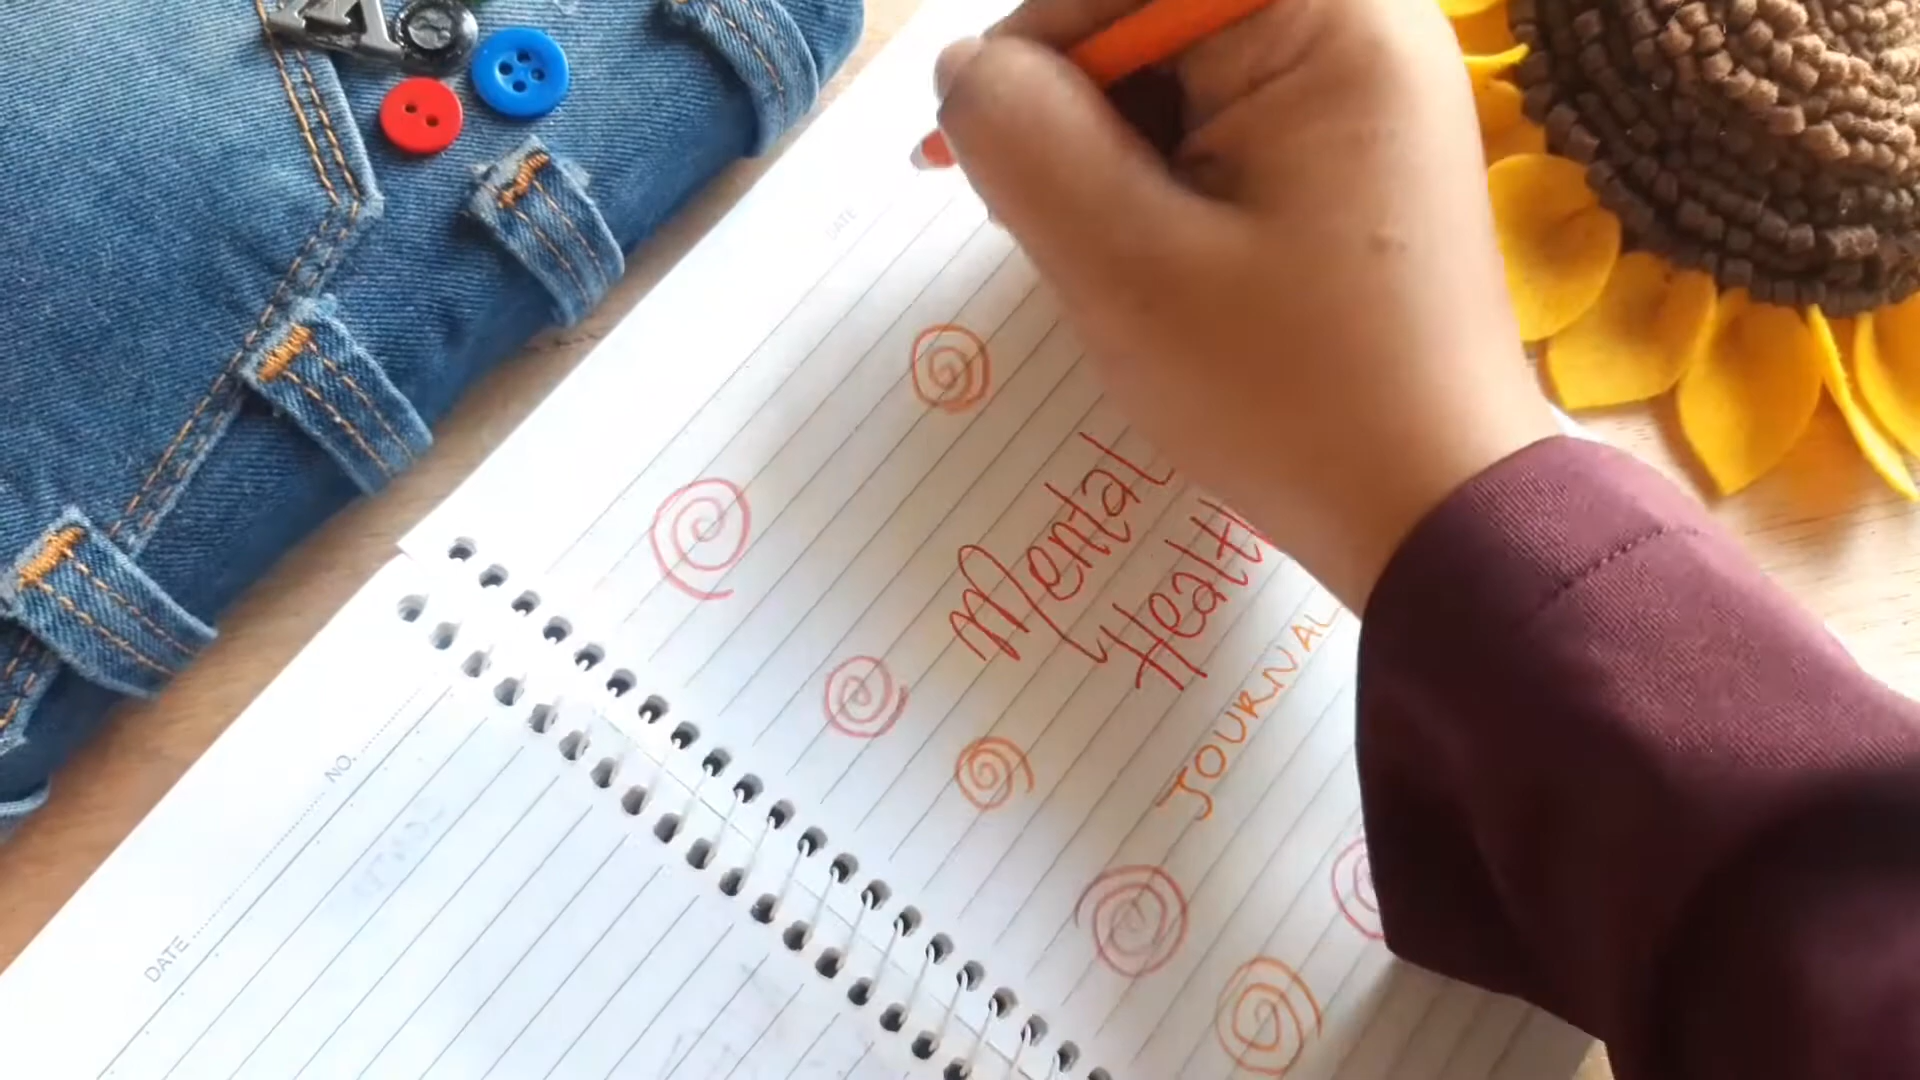 DATE
Mental
Health
JOURNAL
NO.
DATE